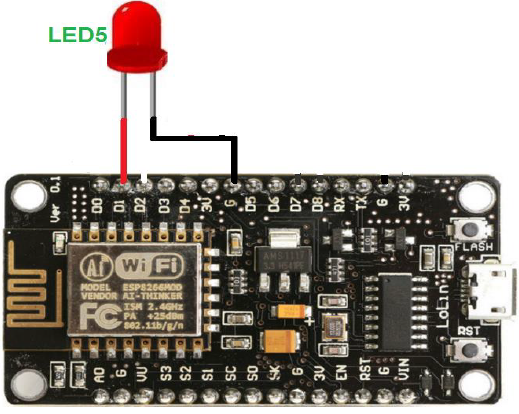 LED5
Ver 0.1
D0 D1 D2 D3 D4 3V G D5 D6 D7 D8 RX TX G 3V
FLASH
Ai WiFi
MODEL ESP8266MOD
VENDOR AI-THINKER
FC ISM 2.4GHz
PA +25dBm
802.11b/g/n
AMS1117
LoLin
RST
+
AO G VU S3 S2 S1 SC SO SK G 3V EN RST G VIN